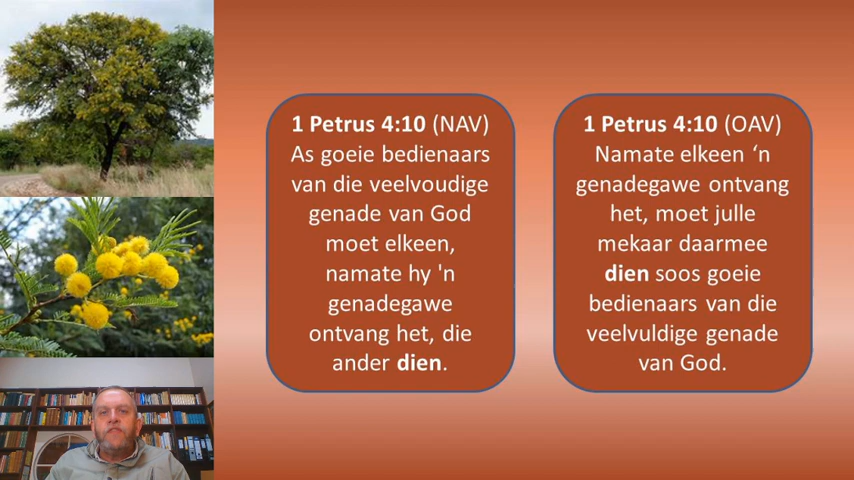 1 Petrus 4:10 (NAV)
As goeie bedienaars
van die veelvoudige
genade van God
moet elkeen,
namate hy 'n
genadegawe
ontvang het, die
ander dien.
1 Petrus 4:10 (OAV)
Namate elkeen ‘n
genadegawe ontvang
het, moet julle
mekaar daarmee
dien soos goeie
bedienaars van die
veelvuldige genade
van God.